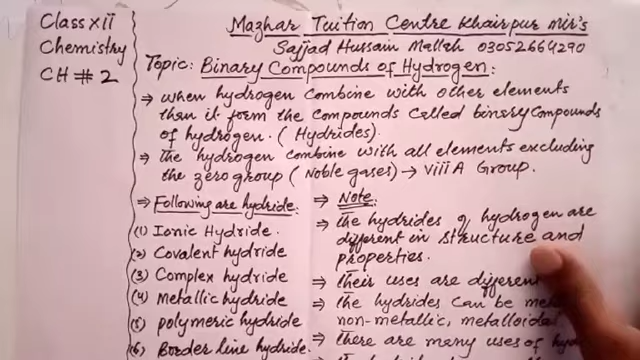 Class XII
Chemistry
CH # 2
Mazhar Tuition Centre Khairpur mir's
Sajjad Hussain Mallah 03052664290
Topic: Binary Compounds of Hydrogen:
⇒ when hydrogen combine with other elements
than it form the compounds called binary compounds
of hydrogen. (Hydrides).
⇒ the hydrogen combine with all elements excluding
the zero group (Noble gases) → VIII A Group.
⇒ Following are hydride:
(1) Ionic Hydride.
(2) Covalent hydride
(3) Complex hydride
(4) Metallic hydride
(5) polymeric hydride
(6) Border line hydride.
⇒ Note:
⇒ the hydrides of hydrogen are
different in structure and
properties.
⇒ their uses are different
⇒ the hydrides can be
non-metallic, metalloidal
⇒ there are many uses of